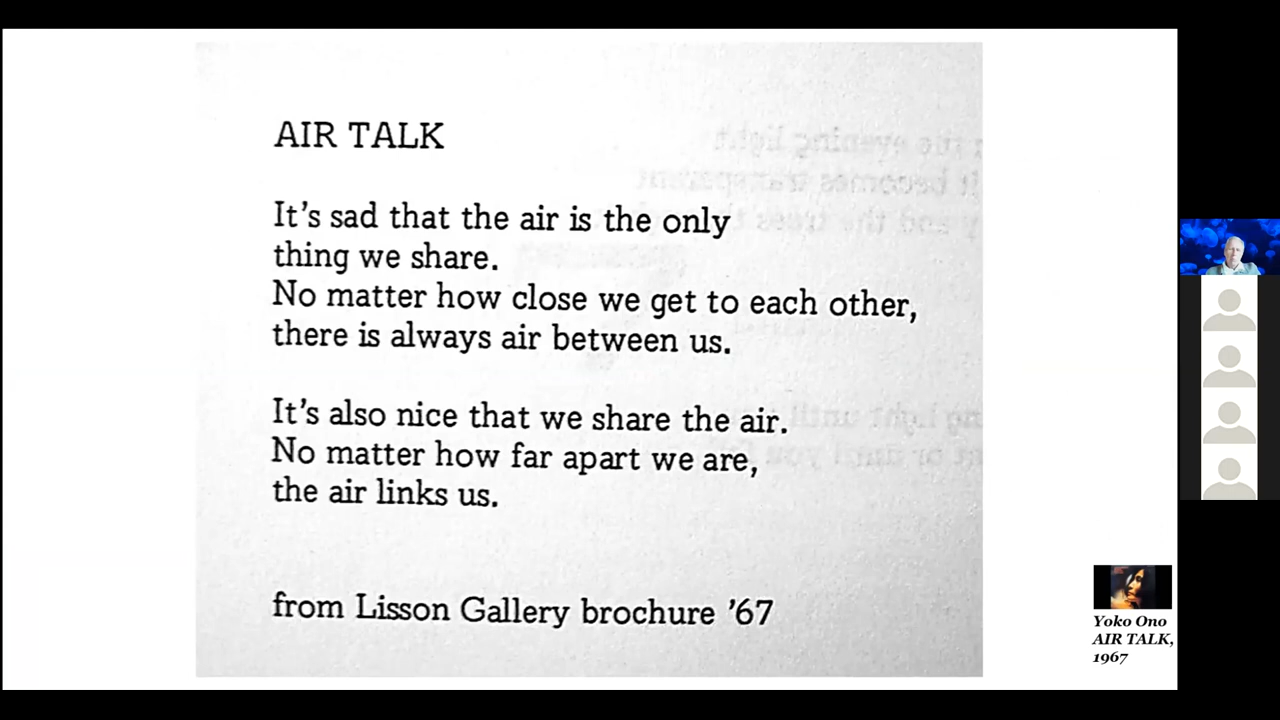 AIR TALK
It's sad that the air is the only
thing we share.
No matter how close we get to each other,
there is always air between us.
It's also nice that we share the air.
No matter how far apart we are,
the air links us.
from Lisson Gallery brochure '67
Yoko Ono
AIR TALK,
1967